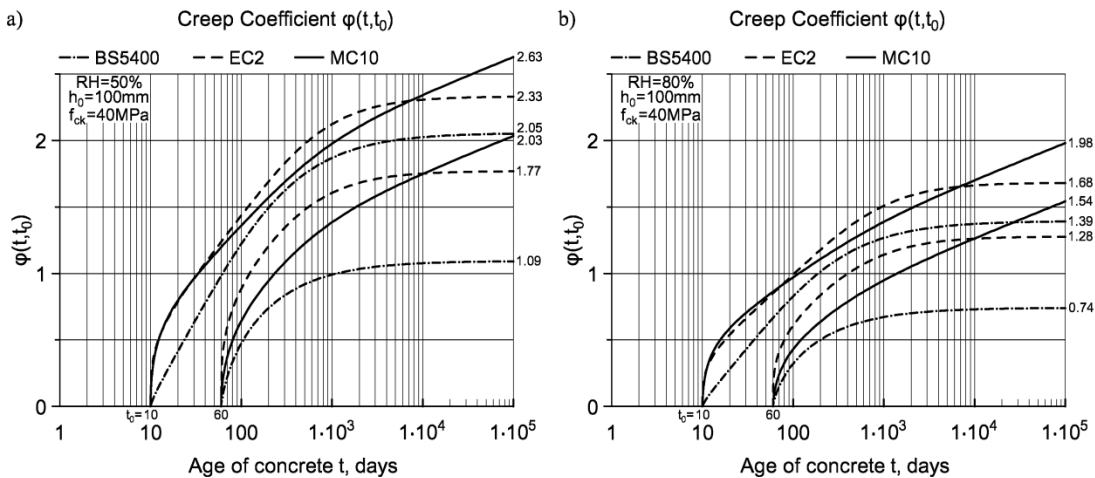 a)
Creep Coefficient φ(t,t₀)
BS5400 EC2 MC10
RH=50%
h₀=100mm
f_ck=40MPa
2.63
2.33
2.05
2.03
1.77
1.09
2
1
0
φ(t,t₀)
t₀=10 60
1 10 100 1·10³ 1·10⁴ 1·10⁵
Age of concrete t, days
b)
Creep Coefficient φ(t,t₀)
BS5400 EC2 MC10
RH=80%
h₀=100mm
f_ck=40MPa
1.98
1.68
1.54
1.39
1.28
0.74
2
1
0
φ(t,t₀)
t₀=10 60
1 10 100 1·10³ 1·10⁴ 1·10⁵
Age of concrete t, days